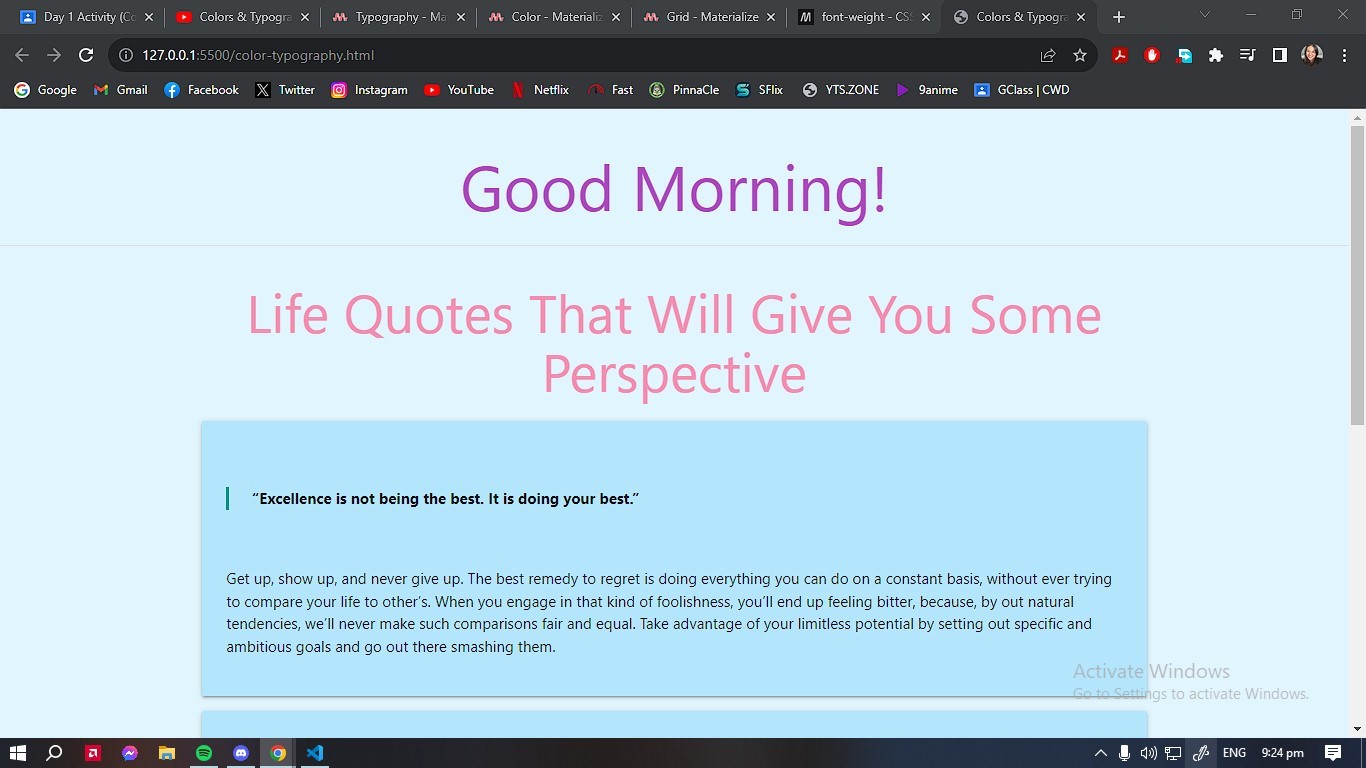 Day 1 Activity (Co
Colors & Typogra
Typography - Ma
Color - Materializ
Grid - Materialize
font-weight - CSS
Colors & Typogra
127.0.0.1:5500/color-typography.html
Google
Gmail
Facebook
Twitter
Instagram
YouTube
Netflix
Fast
PinnaCle
SFlix
YTS.ZONE
9anime
GClass | CWD
Good Morning!
Life Quotes That Will Give You Some
Perspective
“Excellence is not being the best. It is doing your best.”
Get up, show up, and never give up. The best remedy to regret is doing everything you can do on a constant basis, without ever trying
to compare your life to other’s. When you engage in that kind of foolishness, you’ll end up feeling bitter, because, by out natural
tendencies, we’ll never make such comparisons fair and equal. Take advantage of your limitless potential by setting out specific and
ambitious goals and go out there smashing them.
Activate Windows
Go to Settings to activate Windows.
ENG
9:24 pm